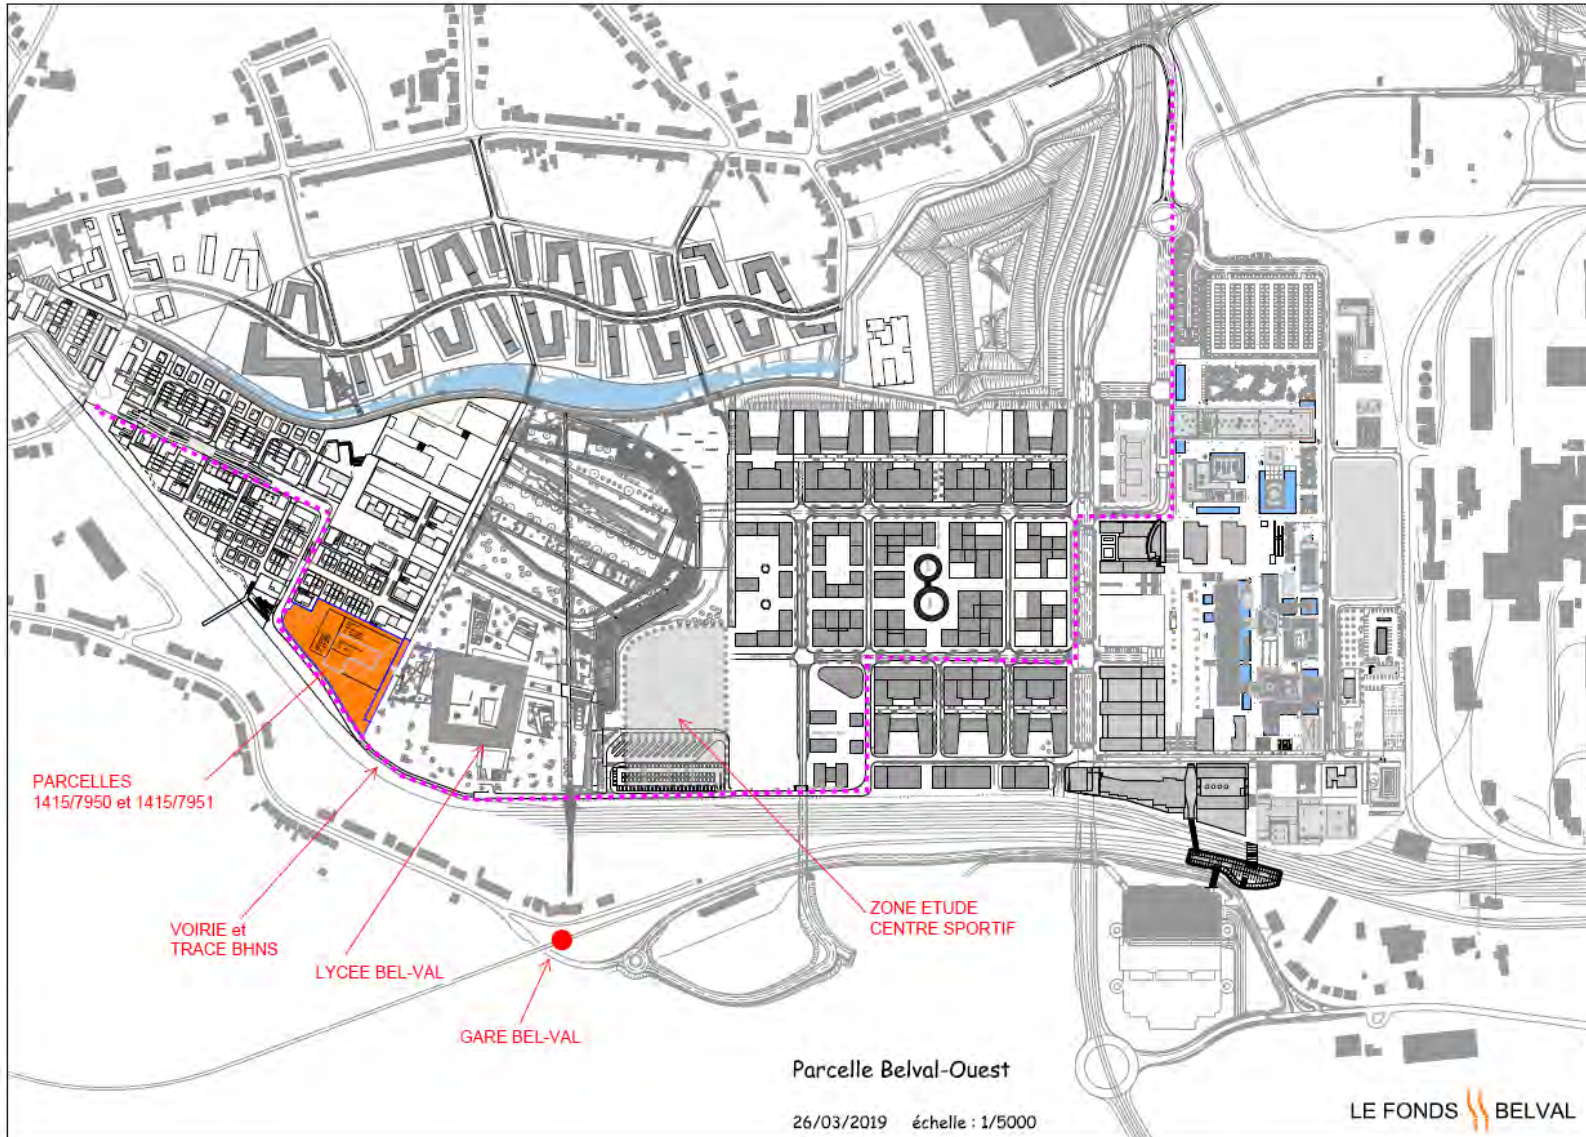 PARCELLES
1415/7950 et 1415/7951
VOIRIE et
TRACE BHNS
LYCEE BEL-VAL
GARE BEL-VAL
ZONE ETUDE
CENTRE SPORTIF
Parcelle Belval-Ouest
26/03/2019 échelle : 1/5000
LE FONDS BELVAL